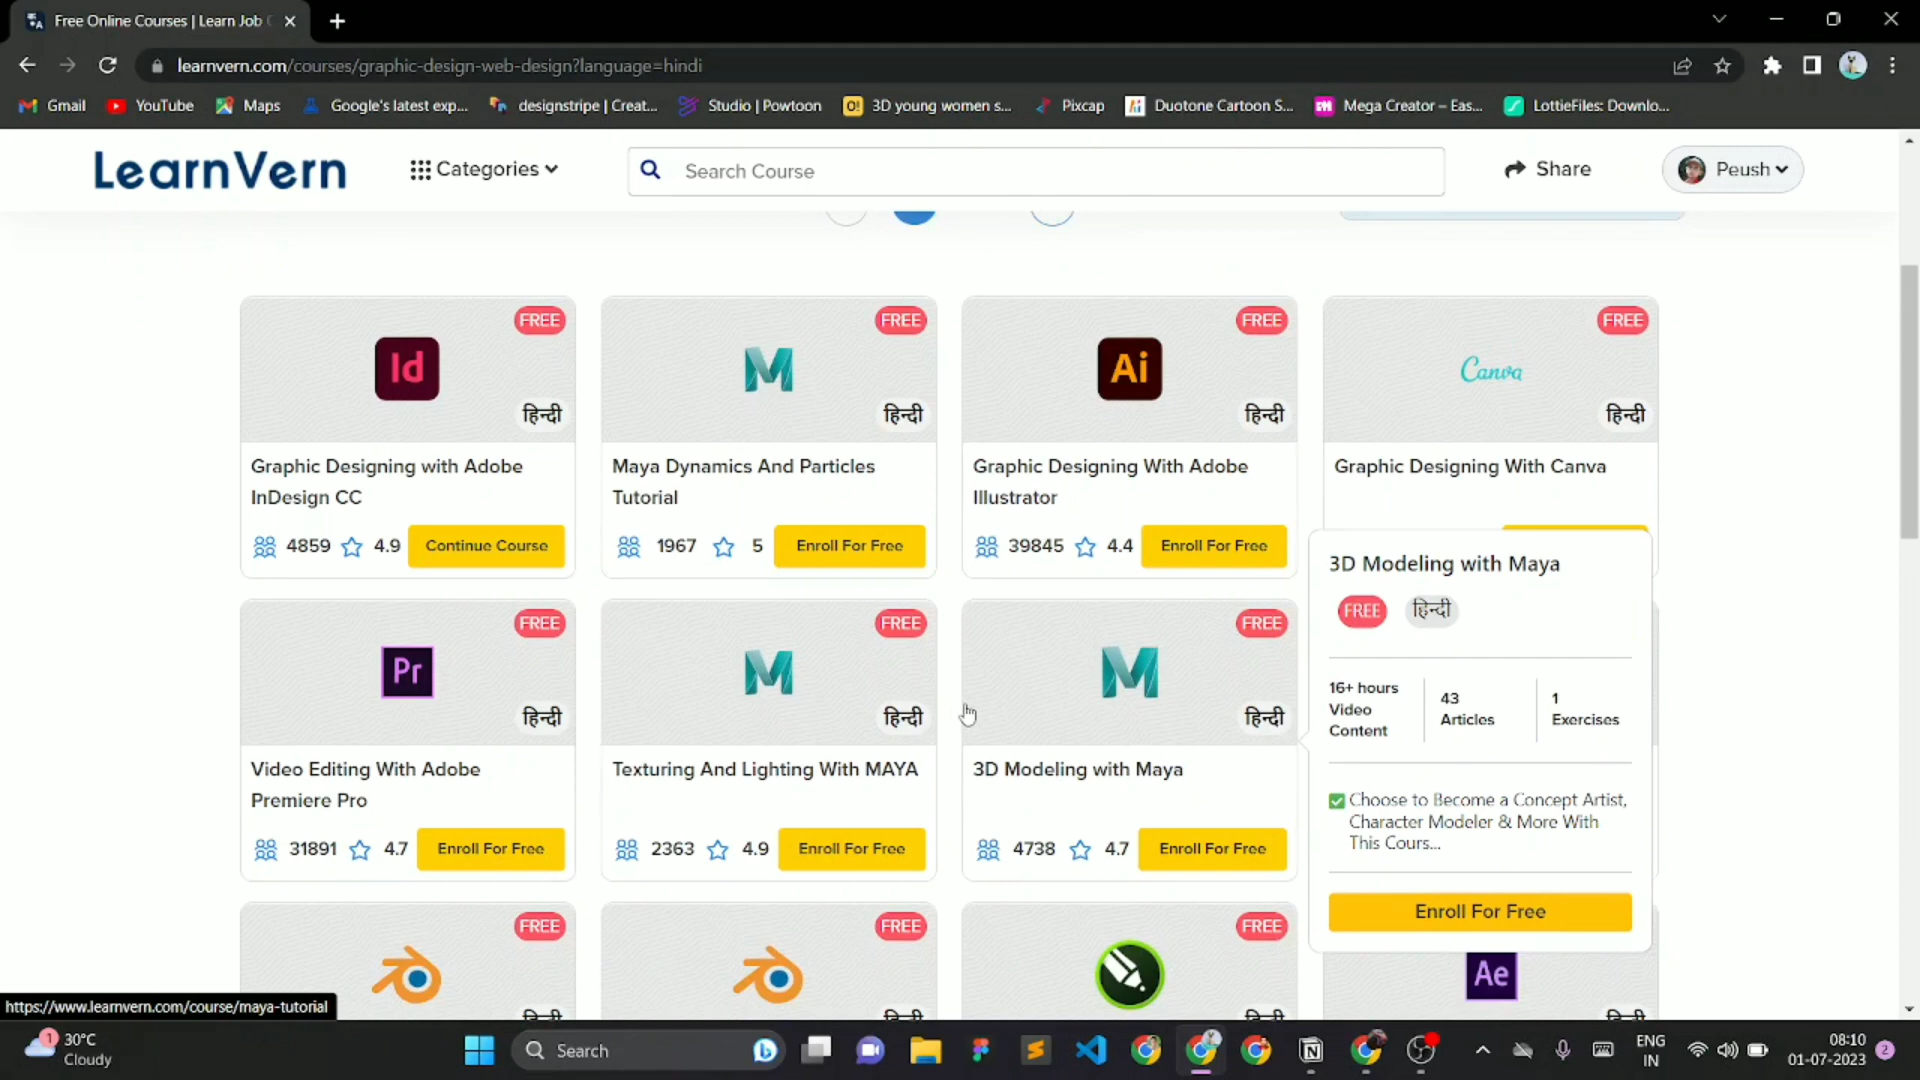 Free Online Courses | Learn Job
learnvern.com/courses/graphic-design-web-design?language=hindi
Gmail YouTube Maps Google's latest exp... designstripe | Creat... Studio | Powtoon 3D young women s... Pixcap Duotone Cartoon S... Mega Creator – Eas... LottieFiles: Downlo...
LearnVern Categories Search Course Share Peush
FREE FREE FREE FREE
Id M Ai Canva
हिन्दी हिन्दी हिन्दी हिन्दी
Graphic Designing with Adobe
InDesign CC
4859 4.9 Continue Course
Maya Dynamics And Particles
Tutorial
1967 5 Enroll For Free
Graphic Designing With Adobe
Illustrator
39845 4.4 Enroll For Free
Graphic Designing With Canva
FREE FREE FREE
Pr M M
हिन्दी हिन्दी हिन्दी
Video Editing With Adobe
Premiere Pro
31891 4.7 Enroll For Free
Texturing And Lighting With MAYA
2363 4.9 Enroll For Free
3D Modeling with Maya
4738 4.7 Enroll For Free
3D Modeling with Maya
FREE हिन्दी
16+ hours
Video
Content
43
Articles
1
Exercises
Choose to Become a Concept Artist,
Character Modeler & More With
This Cours...
Enroll For Free
FREE FREE FREE
Ae
https://www.learnvern.com/course/maya-tutorial
1 30°C
Cloudy
Search
ENG
IN
08:10
01-07-2023
2